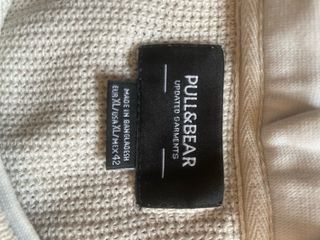 PULL&BEAR
UPDATED GARMENTS
MADE IN BANGLADESH
EUR XL/USA XL/MEX 42